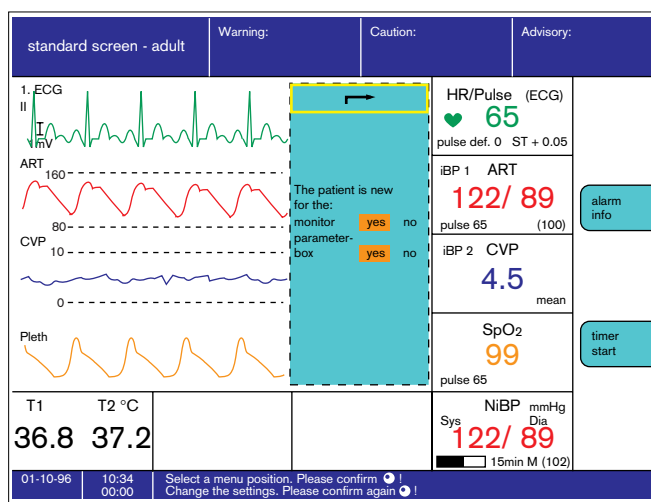 standard screen - adult
Warning:
Caution:
Advisory:
1. ECG
II
I
mV
ART
160
80
CVP
10
0
Pleth
The patient is new
for the:
monitor yes no
parameter-
box yes no
HR/Pulse (ECG)
65
pulse def. 0 ST + 0.05
iBP 1 ART
122/ 89
pulse 65 (100)
iBP 2 CVP
4.5
mean
SpO2
99
pulse 65
alarm
info
timer
start
T1 T2 °C
36.8 37.2
NiBP mmHg
Sys Dia
122/ 89
15min M (102)
01-10-96
10:34
00:00
Select a menu position. Please confirm !
Change the settings. Please confirm again !